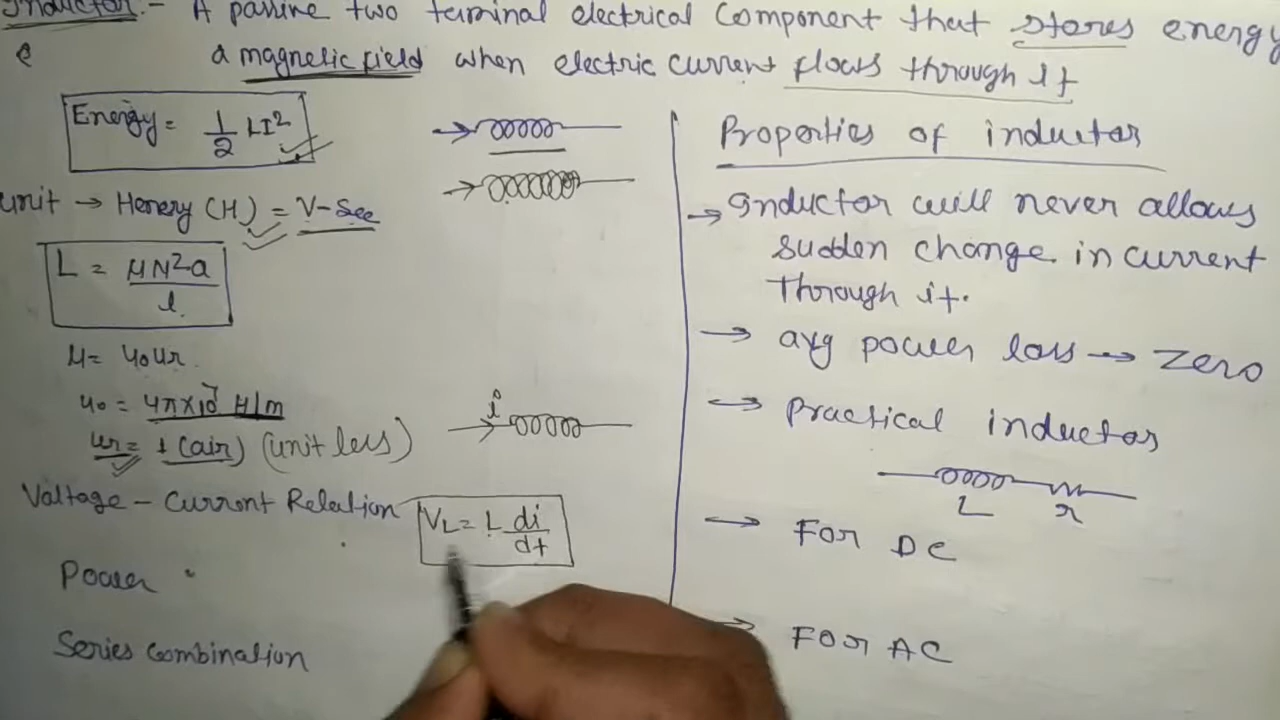 Inductor:- A passive two terminal electrical component that stores energy
a magnetic field when electric current flows through it
Energy = 1/2 LI²
unit → Henery (H) = V-Sec
L = μN²a/l
μ = μ0μr
μ0 = 4π×10⁻⁷ H/m
μr = 1 (air) (unit less)
i
Voltage - Current Relation VL = L di/dt
Power
Series Combination
Properties of inductor
→ Inductor will never allows
sudden change in current
through it.
→ avg power loss → zero
→ Practical inductor
L r
→ For DC
→ For AC